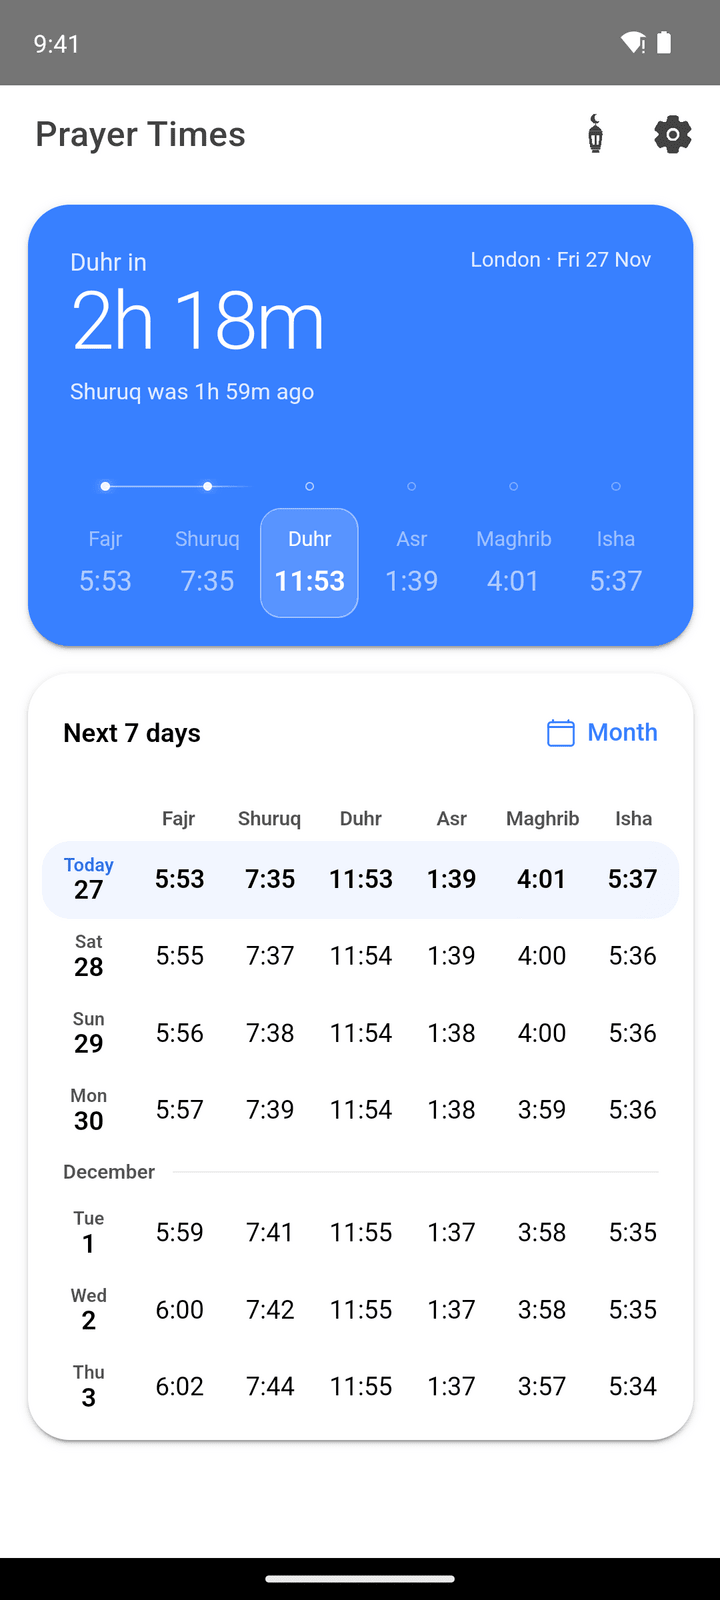 9:41
Prayer Times
Duhr in
London · Fri 27 Nov
2h 18m
Shuruq was 1h 59m ago
Fajr Shuruq Duhr Asr Maghrib Isha
5:53 7:35 11:53 1:39 4:01 5:37
Next 7 days
Month
Fajr Shuruq Duhr Asr Maghrib Isha
Today
27 5:53 7:35 11:53 1:39 4:01 5:37
Sat
28 5:55 7:37 11:54 1:39 4:00 5:36
Sun
29 5:56 7:38 11:54 1:38 4:00 5:36
Mon
30 5:57 7:39 11:54 1:38 3:59 5:36
December
Tue
1 5:59 7:41 11:55 1:37 3:58 5:35
Wed
2 6:00 7:42 11:55 1:37 3:58 5:35
Thu
3 6:02 7:44 11:55 1:37 3:57 5:34